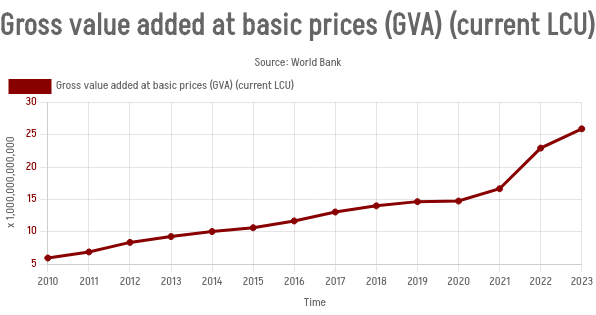 Gross value added at basic prices (GVA) (current LCU)
Source: World Bank
Gross value added at basic prices (GVA) (current LCU)
x 1,000,000,000,000
30
25
20
15
10
5
2010 2011 2012 2013 2014 2015 2016 2017 2018 2019 2020 2021 2022 2023
Time